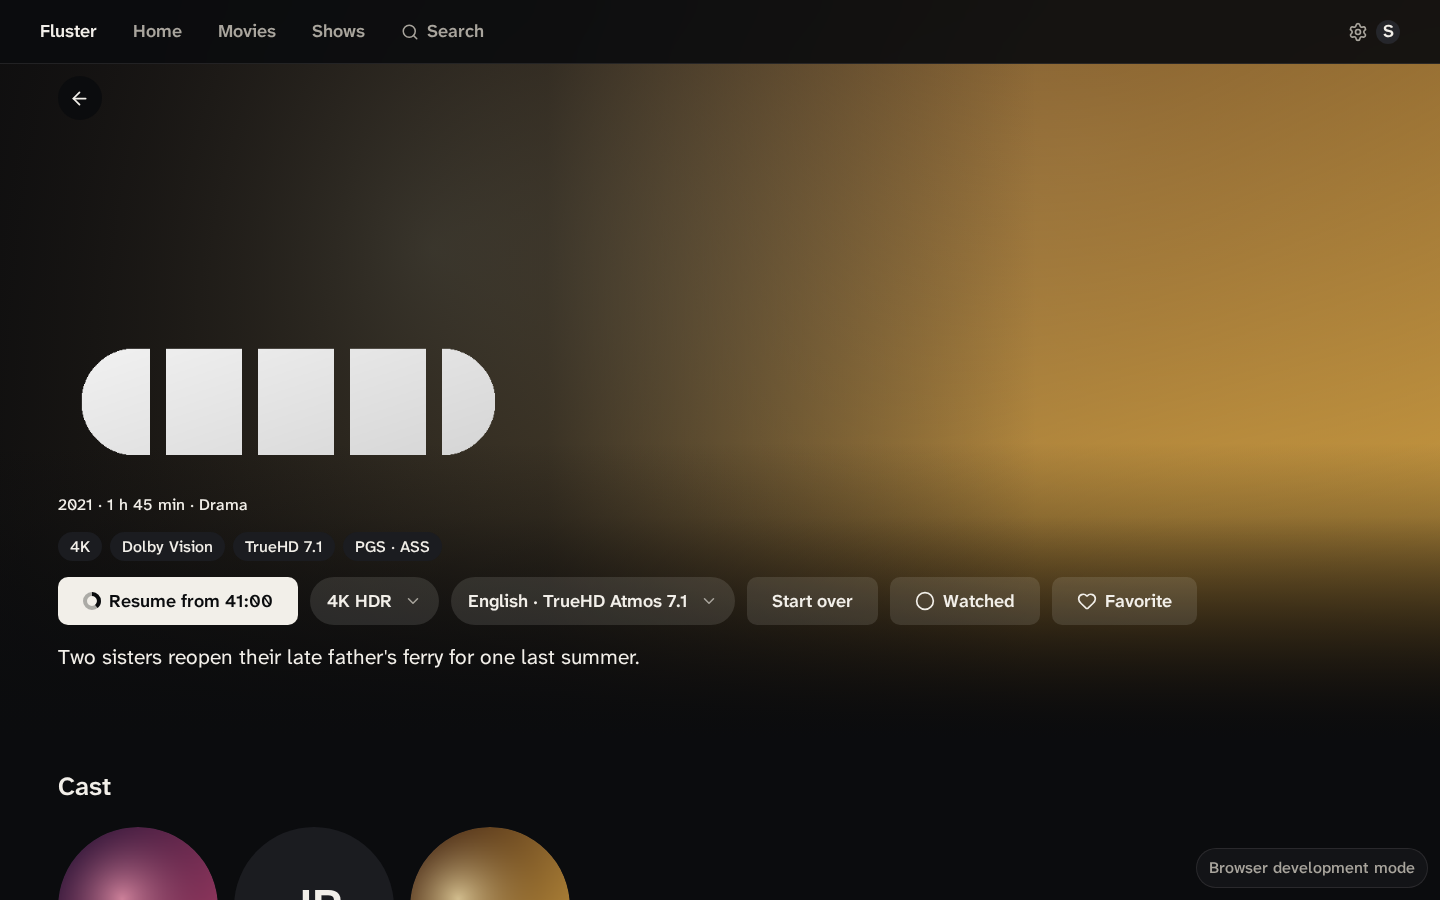 Fluster Home Movies Shows Search S
2021 · 1 h 45 min · Drama
4K Dolby Vision TrueHD 7.1 PGS · ASS
Resume from 41:00 4K HDR English · TrueHD Atmos 7.1 Start over Watched Favorite
Two sisters reopen their late father's ferry for one last summer.
Cast
Browser development mode